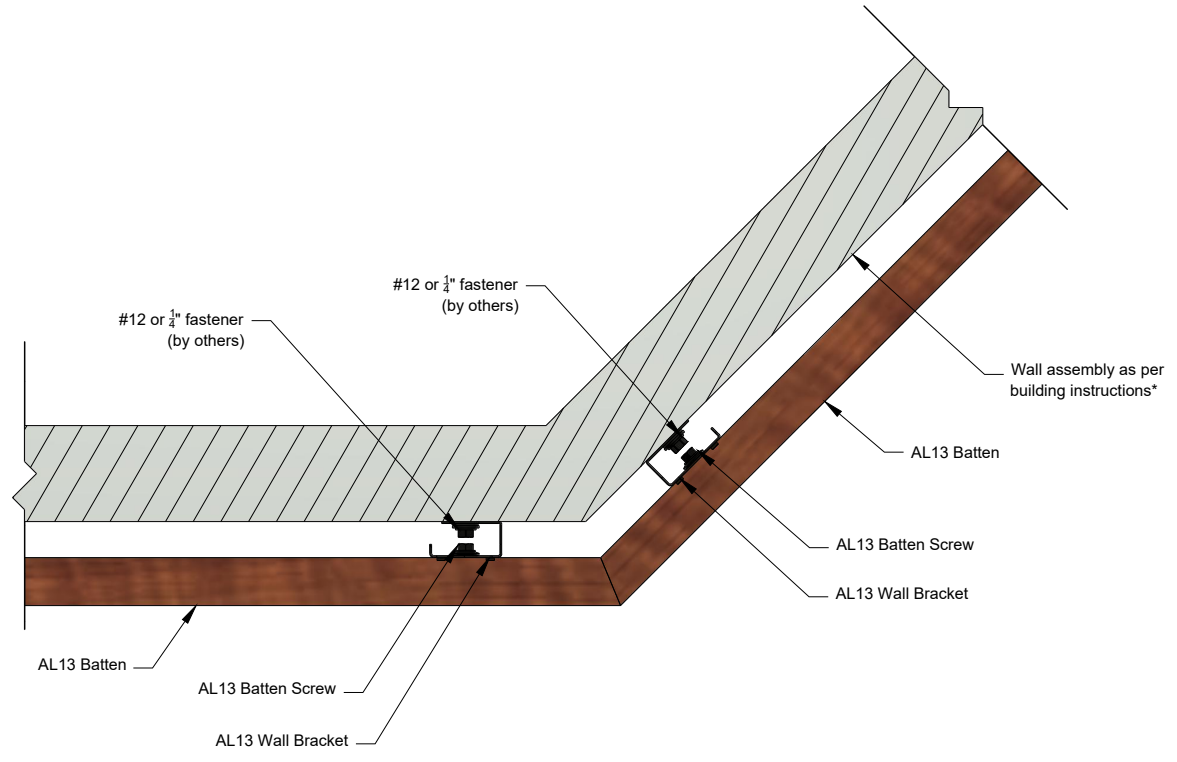 #12 or 1/4" fastener
(by others)
#12 or 1/4" fastener
(by others)
Wall assembly as per
building instructions*
AL13 Batten
AL13 Batten Screw
AL13 Wall Bracket
AL13 Batten
AL13 Batten Screw
AL13 Wall Bracket